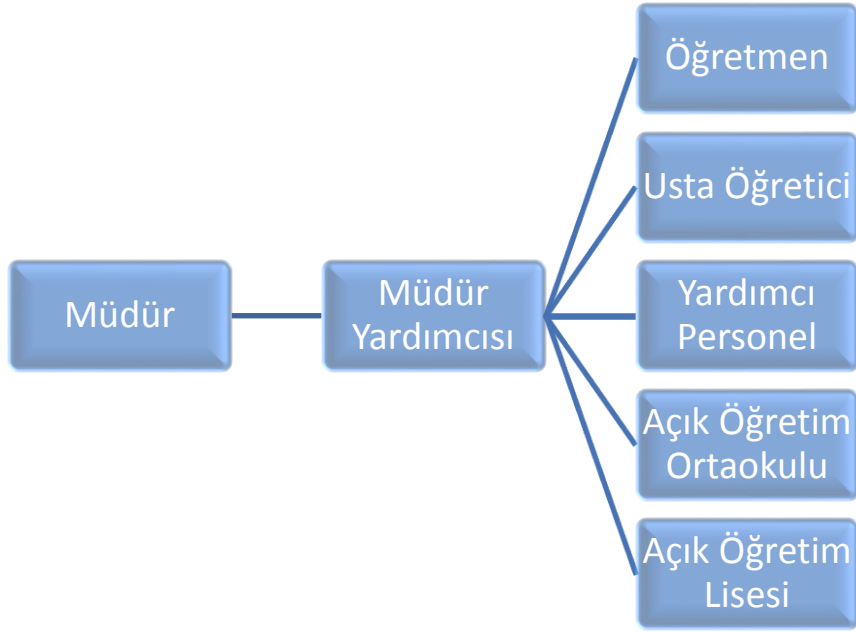 Müdür
Müdür
Yardımcısı
Öğretmen
Usta Öğretici
Yardımcı
Personel
Açık Öğretim
Ortaokulu
Açık Öğretim
Lisesi